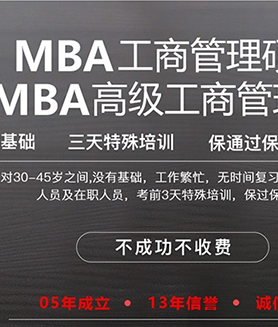 MBA工商管理硕
MBA高级工商管理
基础 三天特殊培训 保通过保
对30-45岁之间,没有基础，工作繁忙，无时间复习
人员及在职人员，考前3天特殊培训，保过保
不成功不收费
05年成立 • 13年信誉 • 诚信